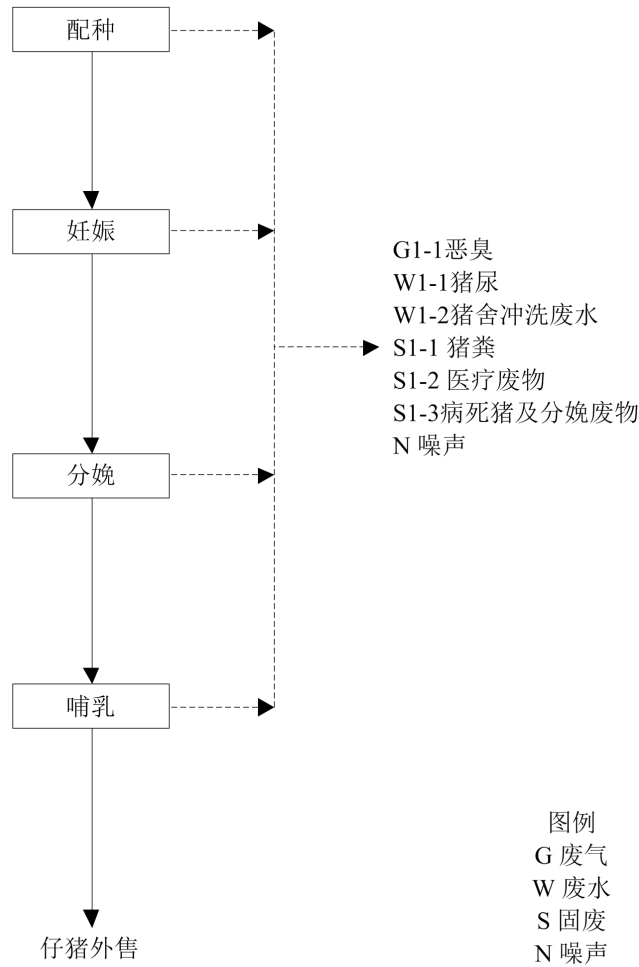 配种
妊娠
G1-1恶臭
W1-1猪尿
W1-2猪舍冲洗废水
S1-1 猪粪
S1-2 医疗废物
S1-3病死猪及分娩废物
N 噪声
分娩
哺乳
仔猪外售
图例
G 废气
W 废水
S 固废
N 噪声